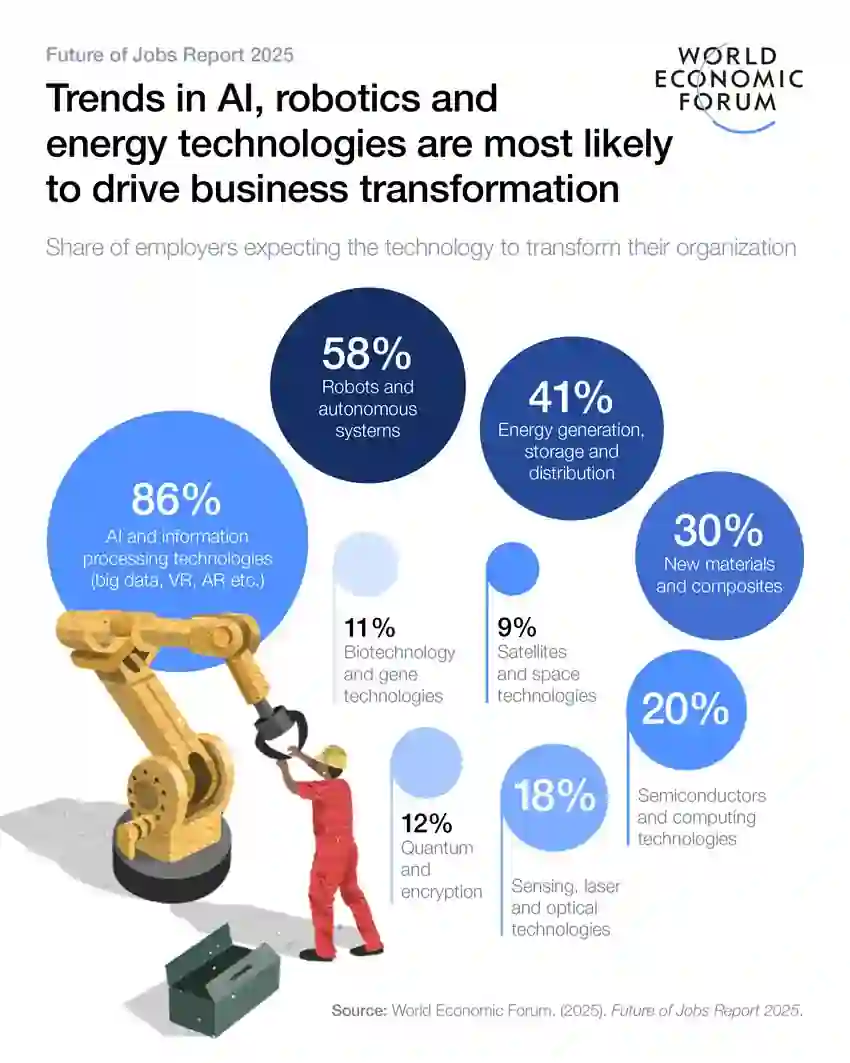 Future of Jobs Report 2025
WORLD
ECONOMIC
FORUM
Trends in AI, robotics and
energy technologies are most likely
to drive business transformation
Share of employers expecting the technology to transform their organization
86%
AI and information
processing technologies
(big data, VR, AR etc.)
58%
Robots and
autonomous
systems
41%
Energy generation,
storage and
distribution
30%
New materials
and composites
20%
Semiconductors
and computing
technologies
18%
Sensing, laser
and optical
technologies
12%
Quantum
and
encryption
11%
Biotechnology
and gene
technologies
9%
Satellites
and space
technologies
Source: World Economic Forum. (2025). Future of Jobs Report 2025.